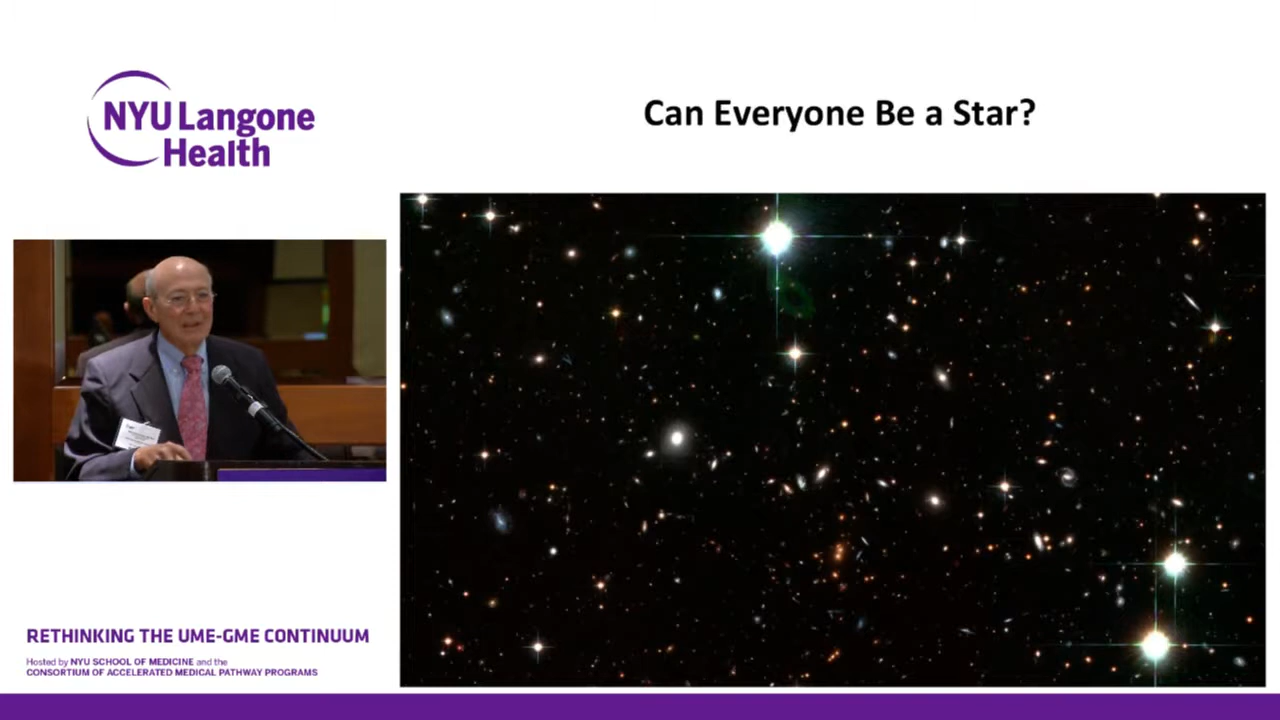 NYU Langone
Health
Can Everyone Be a Star?
RETHINKING THE UME-GME CONTINUUM
Hosted by NYU SCHOOL OF MEDICINE and the
CONSORTIUM OF ACCELERATED MEDICAL PATHWAY PROGRAMS